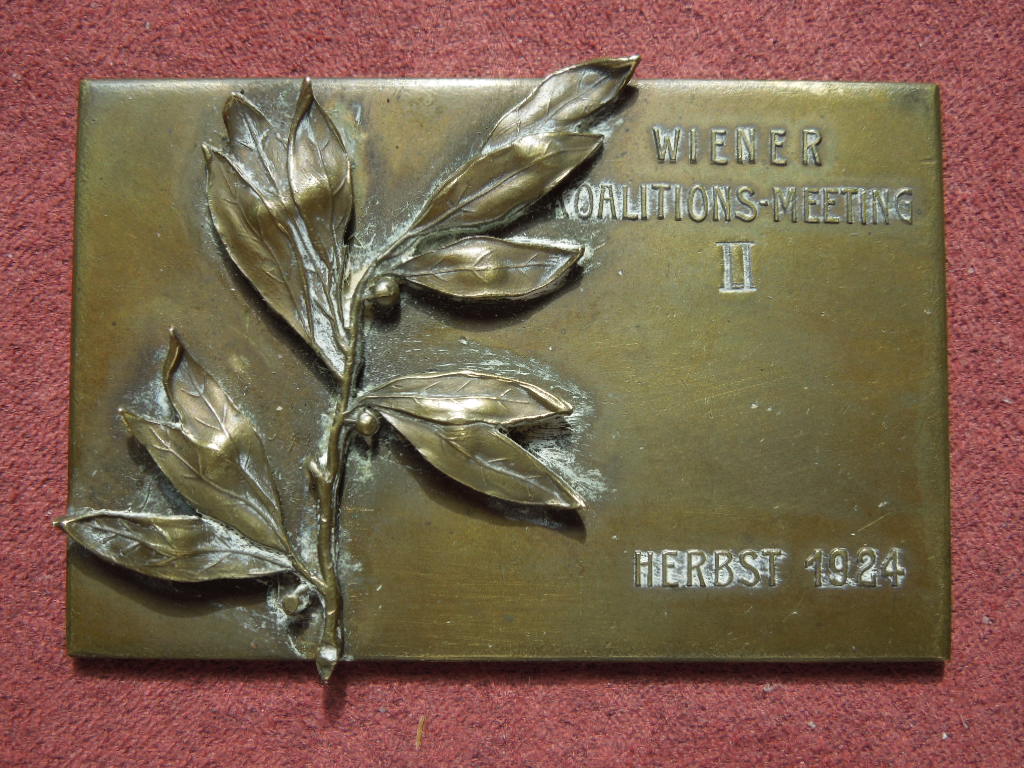 WIENER
KOALITIONS-MEETING
II
HERBST 1924